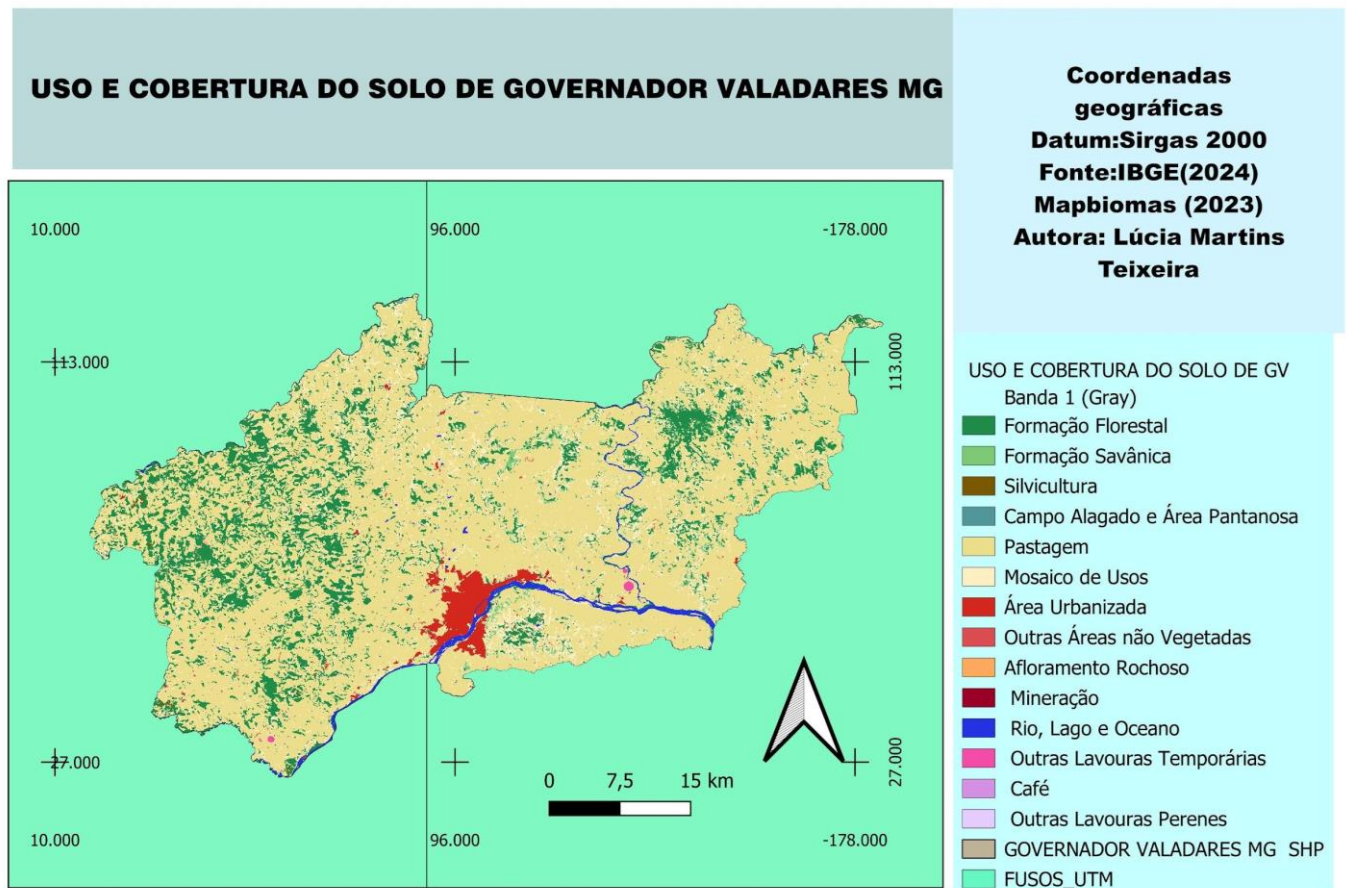 USO E COBERTURA DO SOLO DE GOVERNADOR VALADARES MG
Coordenadas
geográficas
Datum:Sirgas 2000
Fonte:IBGE(2024)
Mapbiomas (2023)
Autora: Lúcia Martins
Teixeira
10.000
96.000
-178.000
113.000
113.000
27.000
27.000
0 7,5 15 km
10.000
96.000
-178.000
USO E COBERTURA DO SOLO DE GV
Banda 1 (Gray)
Formação Florestal
Formação Savânica
Silvicultura
Campo Alagado e Área Pantanosa
Pastagem
Mosaico de Usos
Área Urbanizada
Outras Áreas não Vegetadas
Afloramento Rochoso
Mineração
Rio, Lago e Oceano
Outras Lavouras Temporárias
Café
Outras Lavouras Perenes
GOVERNADOR VALADARES MG SHP
FUSOS_UTM